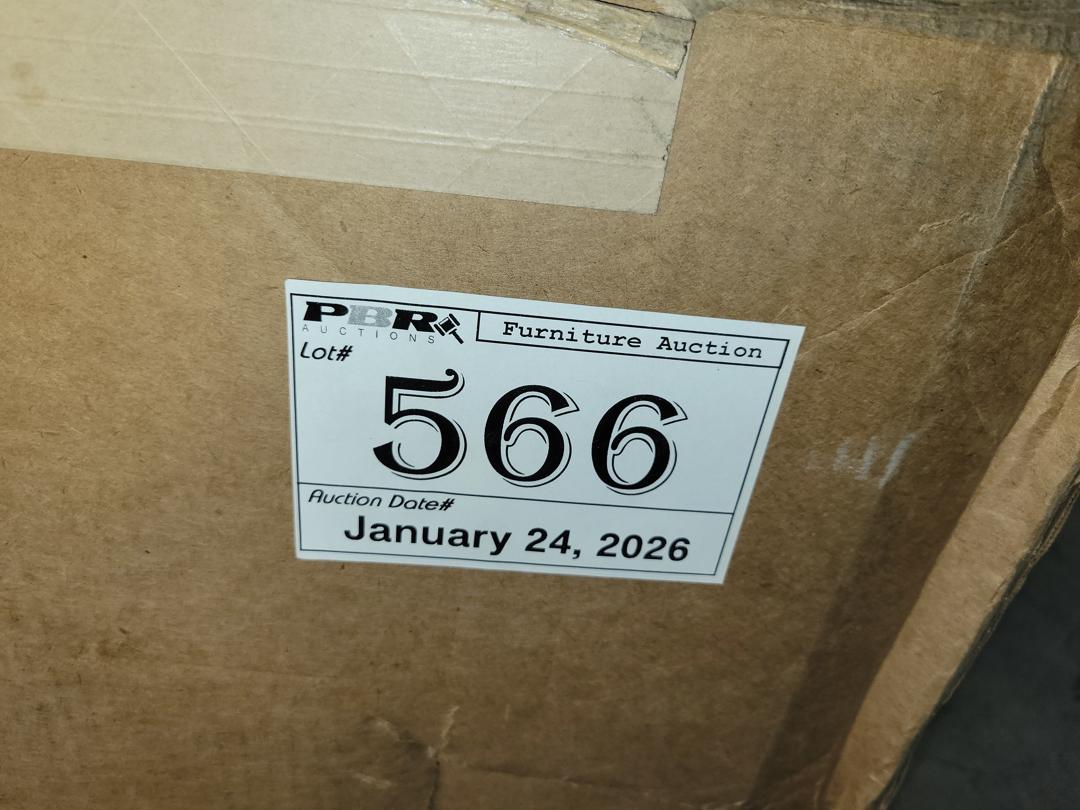 PBR
AUCTIONS
Furniture Auction
Lot#
566
Auction Date#
January 24, 2026